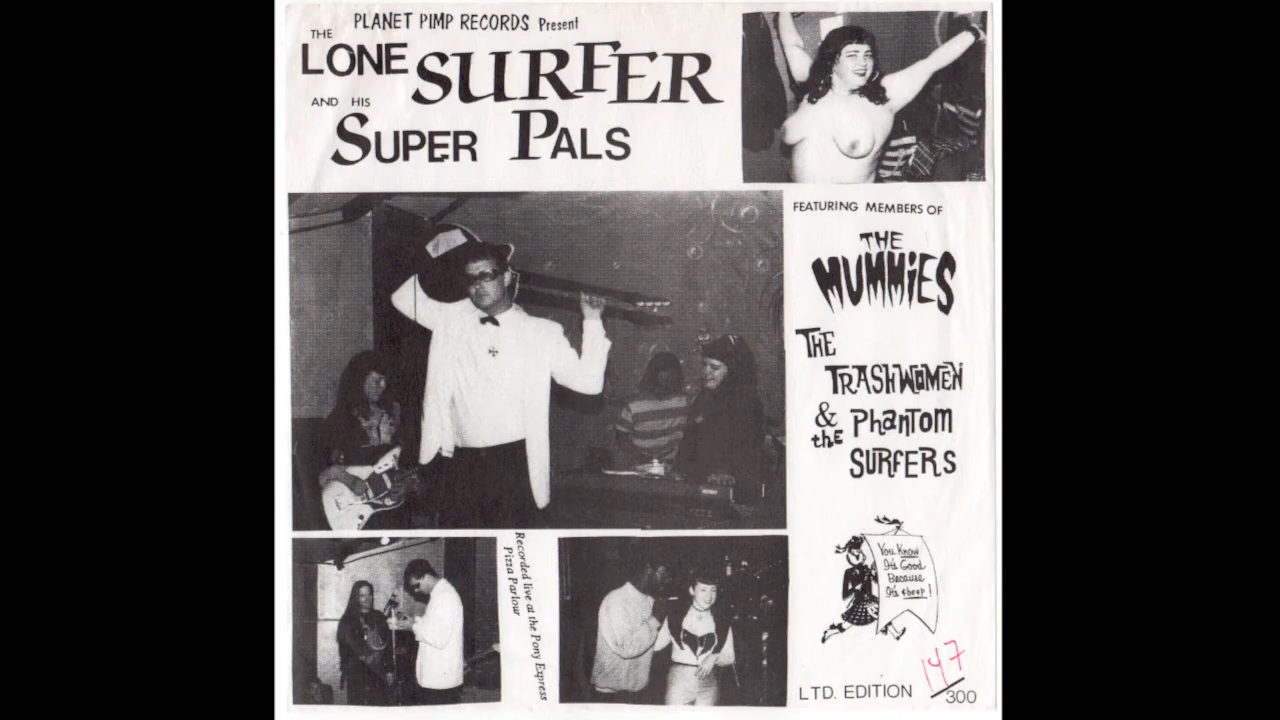 PLANET PIMP RECORDS Present
THE
LONE SURFER
AND HIS
SUPER PALS
FEATURING MEMBERS OF
THE
MUMMiES
THE
TRASHWOMEN
& the Phantom
SURFERS
Recorded live at the Pony Express
Pizza Parlour
You Know
It's Good
Because
It's Cheap!
LTD. EDITION 147/300